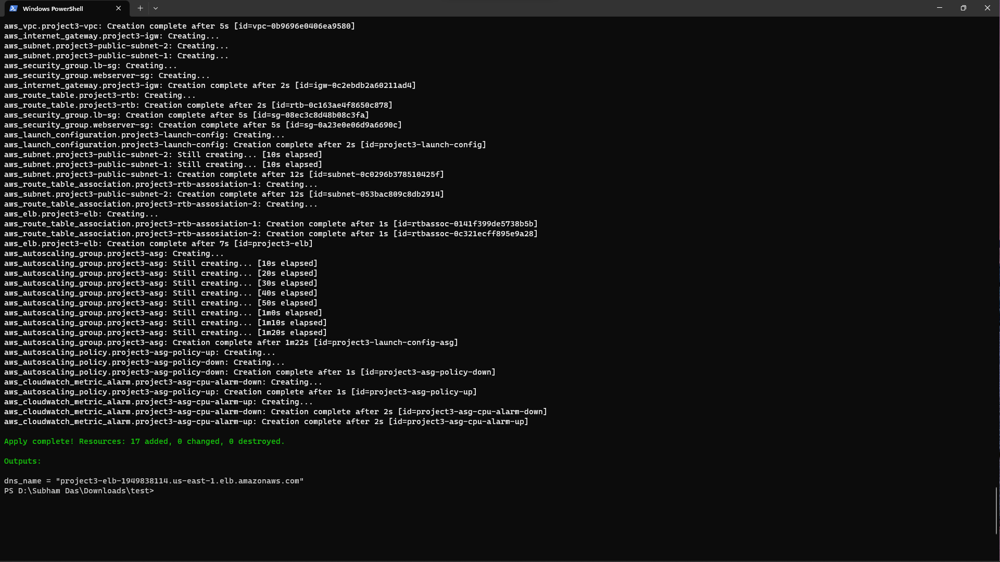 Windows PowerShell
aws_vpc.project3-vpc: Creation complete after 5s [id=vpc-0b9696e0406ea9580]
aws_internet_gateway.project3-igw: Creating...
aws_subnet.project3-public-subnet-2: Creating...
aws_subnet.project3-public-subnet-1: Creating...
aws_security_group.lb-sg: Creating...
aws_security_group.webserver-sg: Creating...
aws_internet_gateway.project3-igw: Creation complete after 2s [id=igw-0c2ebdb2a60211ad4]
aws_route_table.project3-rtb: Creating...
aws_route_table.project3-rtb: Creation complete after 2s [id=rtb-0c163ae4f8650c878]
aws_security_group.lb-sg: Creation complete after 5s [id=sg-08ec3c8d48b08c3fa]
aws_security_group.webserver-sg: Creation complete after 5s [id=sg-0a23e0e06d9a6690c]
aws_launch_configuration.project3-launch-config: Creating...
aws_launch_configuration.project3-launch-config: Creation complete after 2s [id=project3-launch-config]
aws_subnet.project3-public-subnet-2: Still creating... [10s elapsed]
aws_subnet.project3-public-subnet-1: Still creating... [10s elapsed]
aws_subnet.project3-public-subnet-1: Creation complete after 12s [id=subnet-0c0296b378510425f]
aws_route_table_association.project3-rtb-assosiation-1: Creating...
aws_subnet.project3-public-subnet-2: Creation complete after 12s [id=subnet-053bac809c8db2914]
aws_route_table_association.project3-rtb-assosiation-2: Creating...
aws_elb.project3-elb: Creating...
aws_route_table_association.project3-rtb-assosiation-1: Creation complete after 1s [id=rtbassoc-0141f399de5738b5b]
aws_route_table_association.project3-rtb-assosiation-2: Creation complete after 1s [id=rtbassoc-0c321ecff895e9a28]
aws_elb.project3-elb: Creation complete after 7s [id=project3-elb]
aws_autoscaling_group.project3-asg: Creating...
aws_autoscaling_group.project3-asg: Still creating... [10s elapsed]
aws_autoscaling_group.project3-asg: Still creating... [20s elapsed]
aws_autoscaling_group.project3-asg: Still creating... [30s elapsed]
aws_autoscaling_group.project3-asg: Still creating... [40s elapsed]
aws_autoscaling_group.project3-asg: Still creating... [50s elapsed]
aws_autoscaling_group.project3-asg: Still creating... [1m0s elapsed]
aws_autoscaling_group.project3-asg: Still creating... [1m10s elapsed]
aws_autoscaling_group.project3-asg: Still creating... [1m20s elapsed]
aws_autoscaling_group.project3-asg: Creation complete after 1m22s [id=project3-launch-config-asg]
aws_autoscaling_policy.project3-asg-policy-up: Creating...
aws_autoscaling_policy.project3-asg-policy-down: Creating...
aws_autoscaling_policy.project3-asg-policy-down: Creation complete after 1s [id=project3-asg-policy-down]
aws_cloudwatch_metric_alarm.project3-asg-cpu-alarm-down: Creating...
aws_autoscaling_policy.project3-asg-policy-up: Creation complete after 1s [id=project3-asg-policy-up]
aws_cloudwatch_metric_alarm.project3-asg-cpu-alarm-up: Creating...
aws_cloudwatch_metric_alarm.project3-asg-cpu-alarm-down: Creation complete after 2s [id=project3-asg-cpu-alarm-down]
aws_cloudwatch_metric_alarm.project3-asg-cpu-alarm-up: Creation complete after 2s [id=project3-asg-cpu-alarm-up]
Apply complete! Resources: 17 added, 0 changed, 0 destroyed.
Outputs:
dns_name = "project3-elb-1949838114.us-east-1.elb.amazonaws.com"
PS D:\Subham Das\Downloads\test>